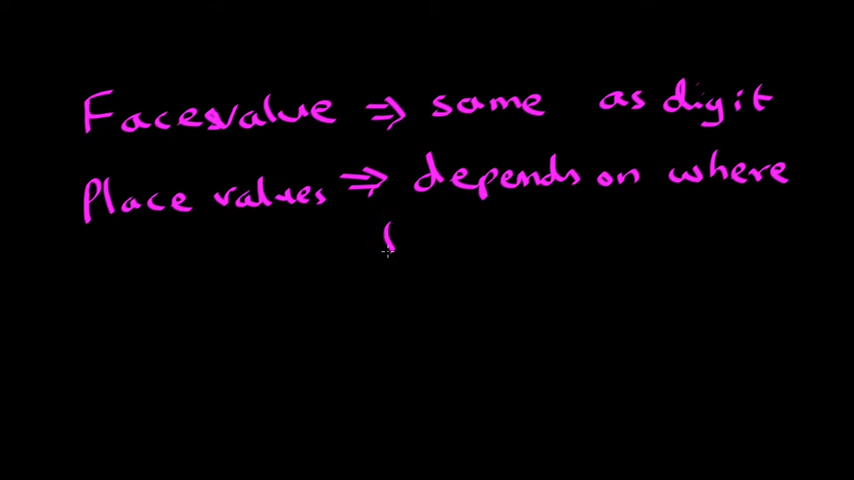 Facevalue ⇒ same as digit
Place values ⇒ depends on where